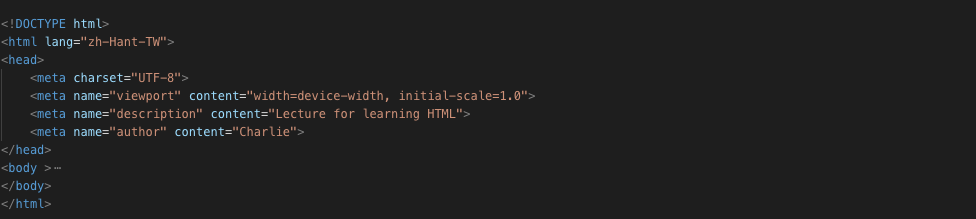 <!DOCTYPE html>
<html lang="zh-Hant-TW">
<head>
    <meta charset="UTF-8">
    <meta name="viewport" content="width=device-width, initial-scale=1.0">
    <meta name="description" content="Lecture for learning HTML">
    <meta name="author" content="Charlie">
</head>
<body >⋯
</body>
</html>